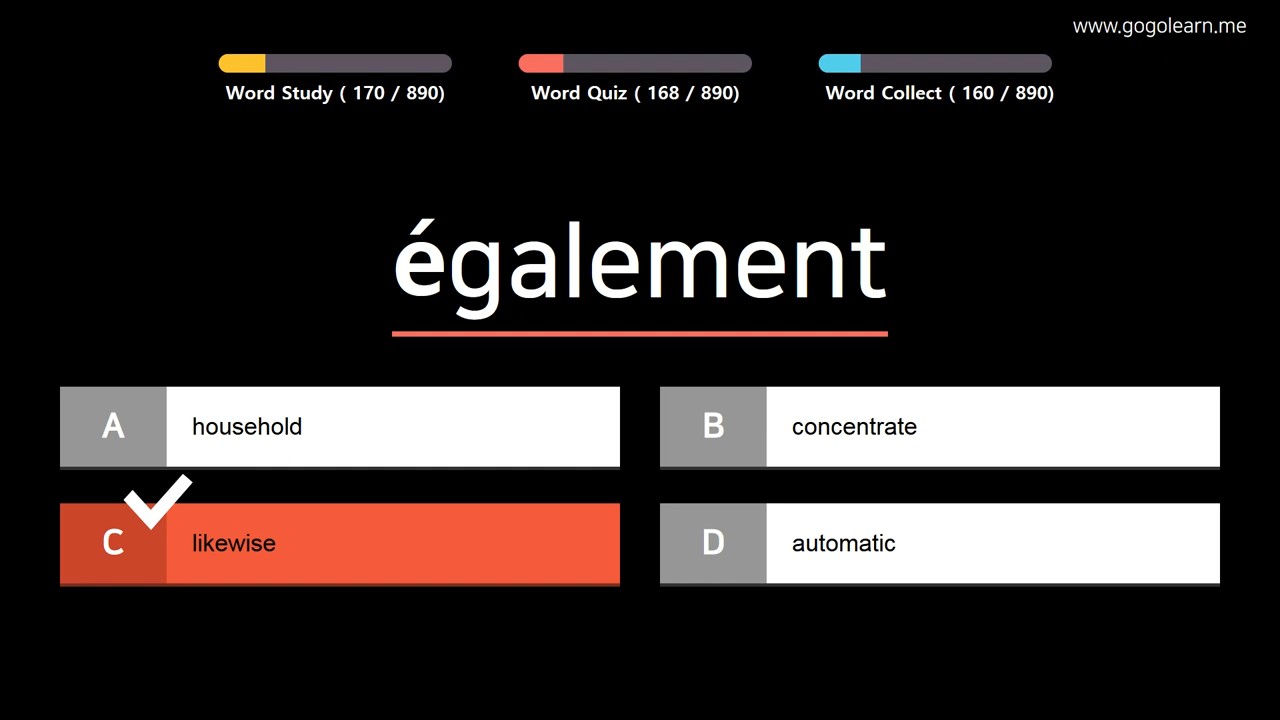 www.gogolearn.me
Word Study ( 170 / 890)
Word Quiz ( 168 / 890)
Word Collect ( 160 / 890)
également
A household
B concentrate
C likewise
D automatic